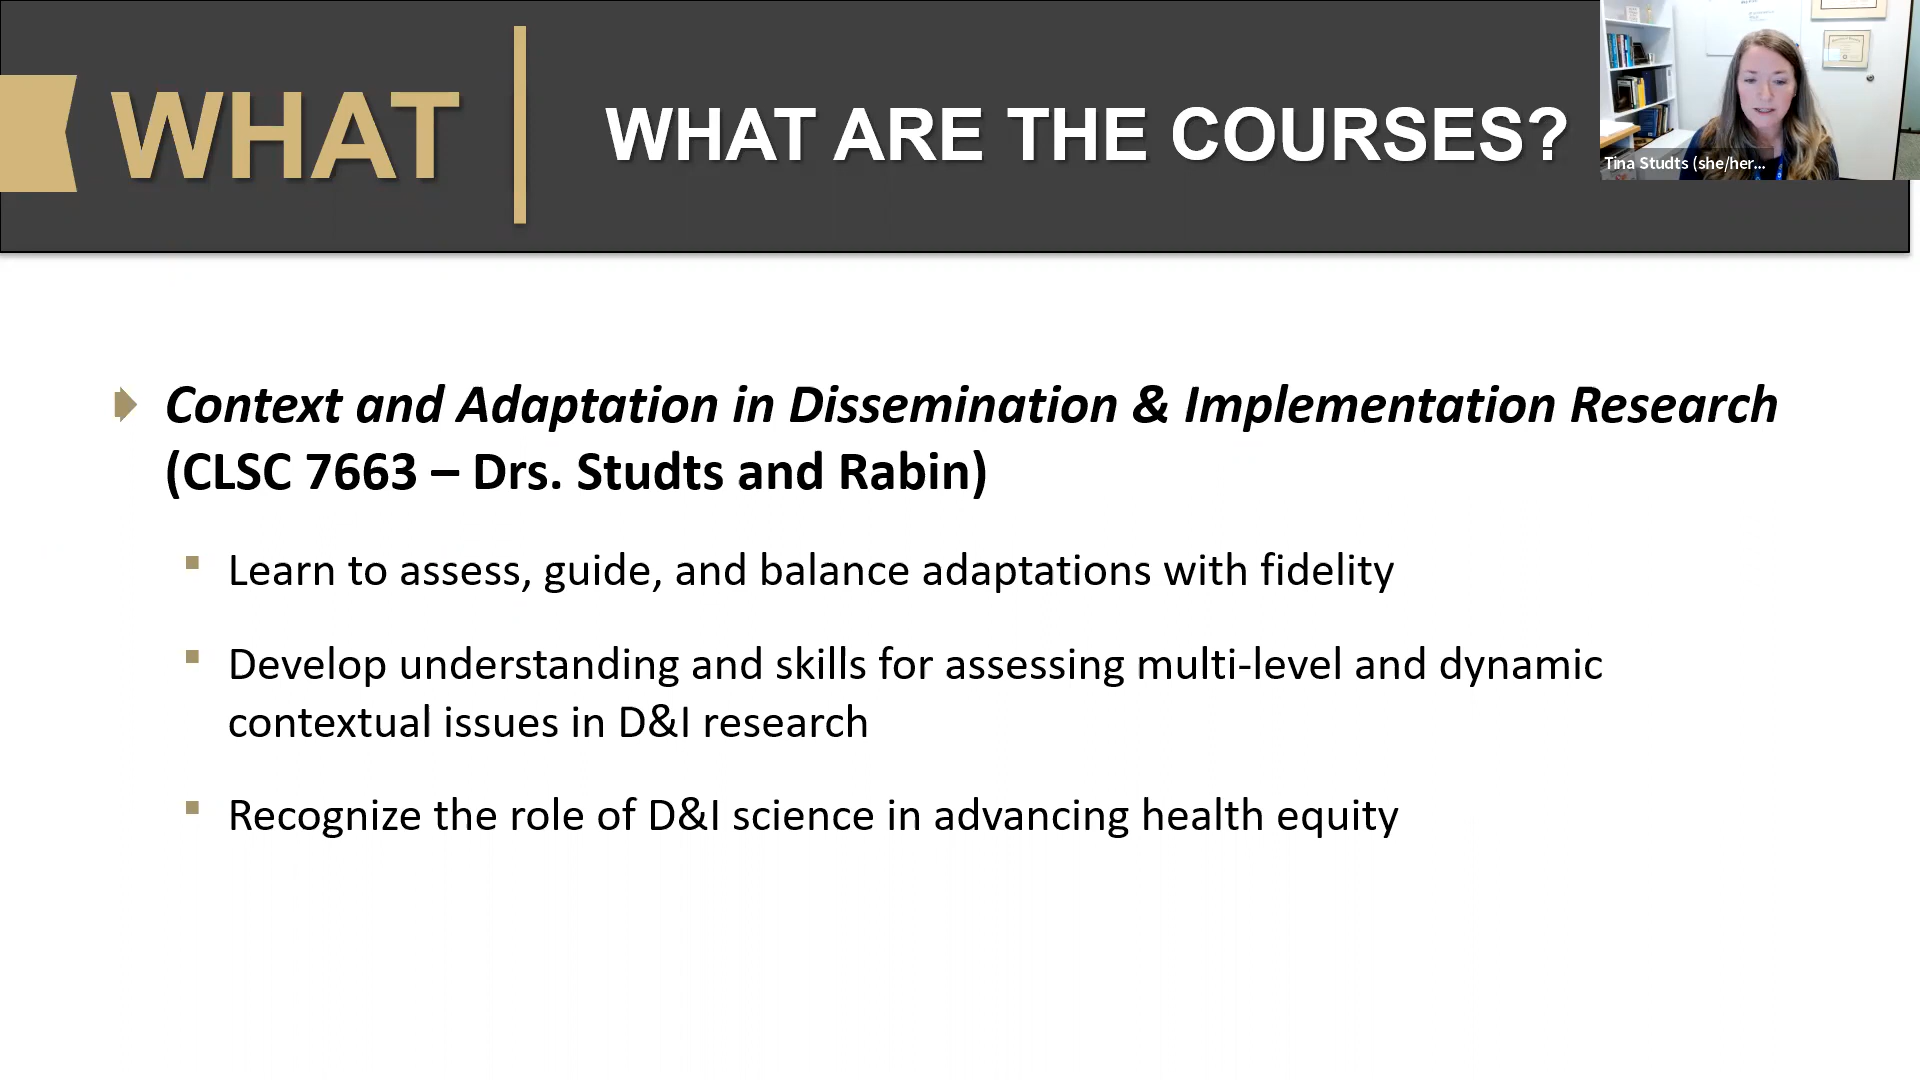 WHAT
WHAT ARE THE COURSES?
Tina Studts (she/her...
Context and Adaptation in Dissemination & Implementation Research
(CLSC 7663 – Drs. Studts and Rabin)
Learn to assess, guide, and balance adaptations with fidelity
Develop understanding and skills for assessing multi-level and dynamic
contextual issues in D&I research
Recognize the role of D&I science in advancing health equity